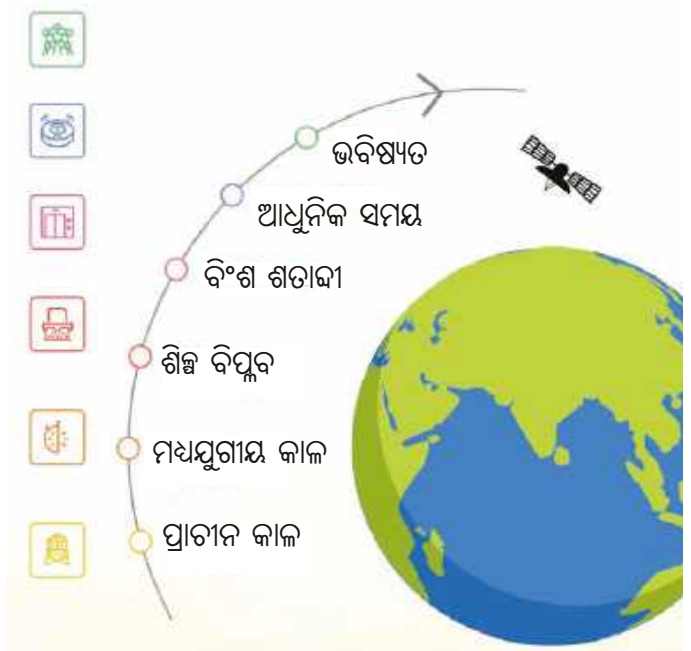 ଭବିଷ୍ୟତ
ଆଧୁନିକ ସମୟ
ବିଂଶ ଶତାବ୍ଦୀ
ଶିଳ୍ପ ବିପ୍ଳବ
ମଧ୍ୟଯୁଗୀୟ କାଳ
ପ୍ରାଚୀନ କାଳ